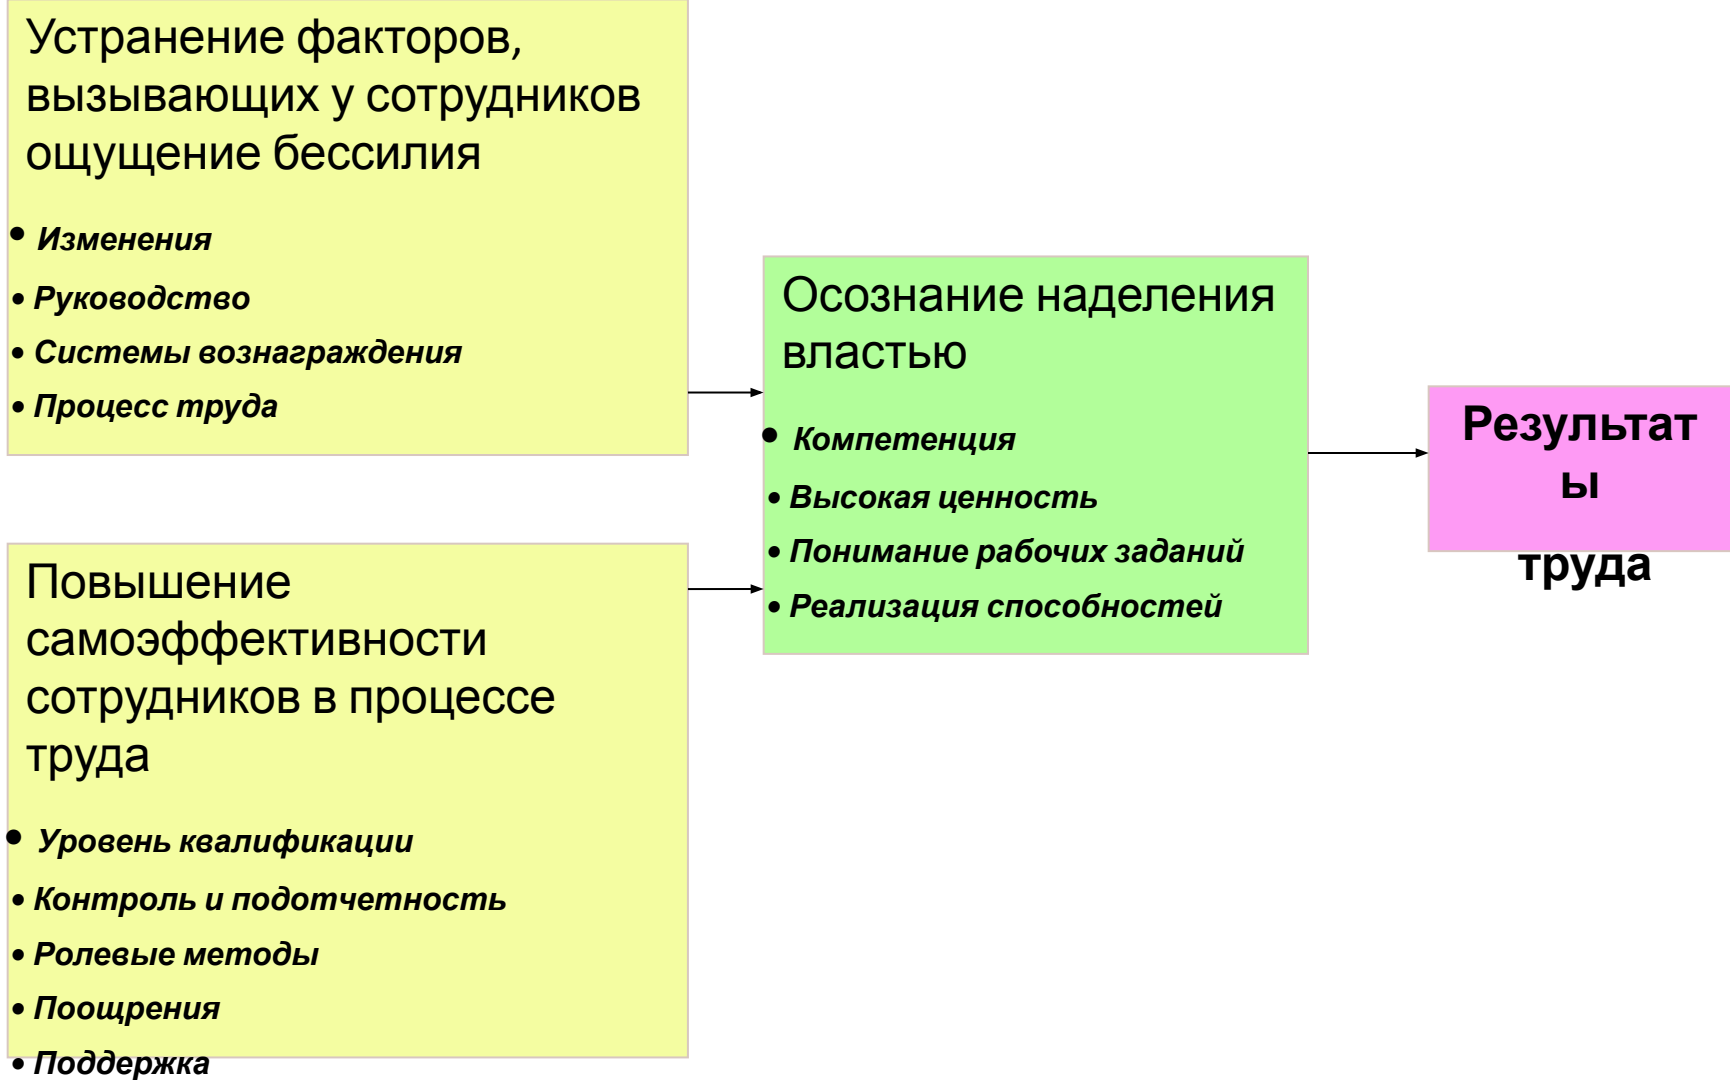 Устранение факторов,
вызывающих у сотрудников
ощущение бессилия
• Изменения
• Руководство
• Системы вознаграждения
• Процесс труда
Повышение
самоэффективности
сотрудников в процессе
труда
• Уровень квалификации
• Контроль и подотчетность
• Ролевые методы
• Поощрения
• Поддержка
Осознание наделения
властью
• Компетенция
• Высокая ценность
• Понимание рабочих заданий
• Реализация способностей
Результат
ы
труда